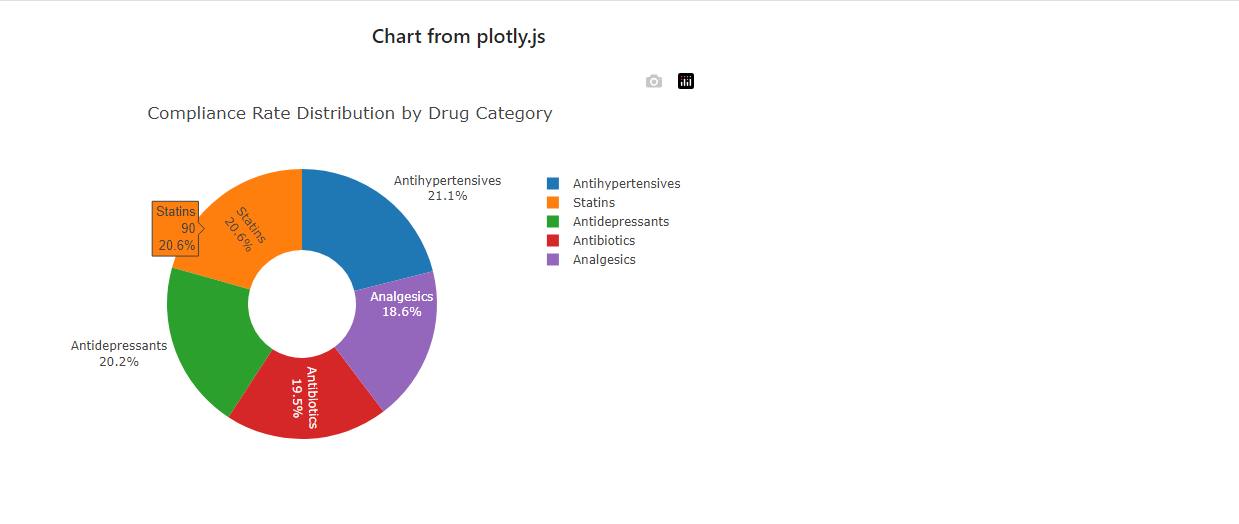 Chart from plotly.js
Compliance Rate Distribution by Drug Category
Antihypertensives
21.1%
Statins
90
20.6%
Statins
20.6%
Analgesics
18.6%
Antidepressants
20.2%
Antibiotics
19.5%
Antihypertensives
Statins
Antidepressants
Antibiotics
Analgesics